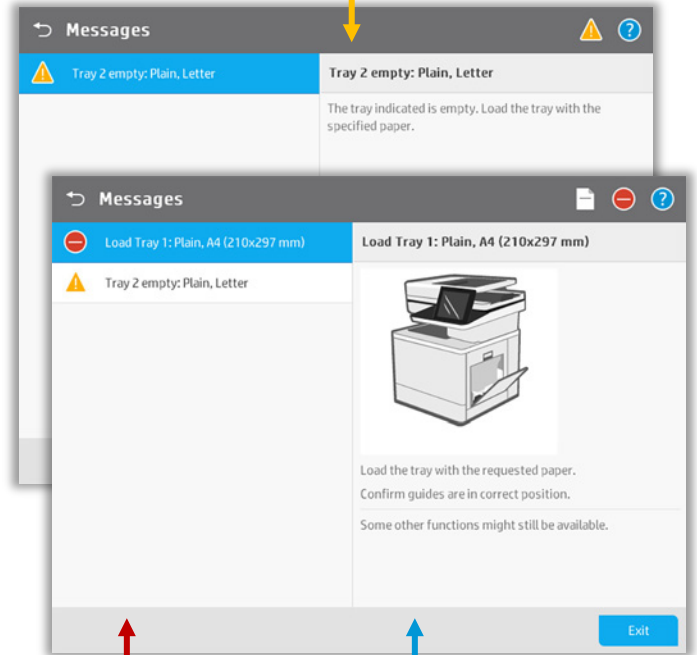 Messages
Tray 2 empty: Plain, Letter
Tray 2 empty: Plain, Letter
The tray indicated is empty. Load the tray with the
specified paper.
Messages
Load Tray 1: Plain, A4 (210x297 mm)
Tray 2 empty: Plain, Letter
Load Tray 1: Plain, A4 (210x297 mm)
Load the tray with the requested paper.
Confirm guides are in correct position.
Some other functions might still be available.
Exit